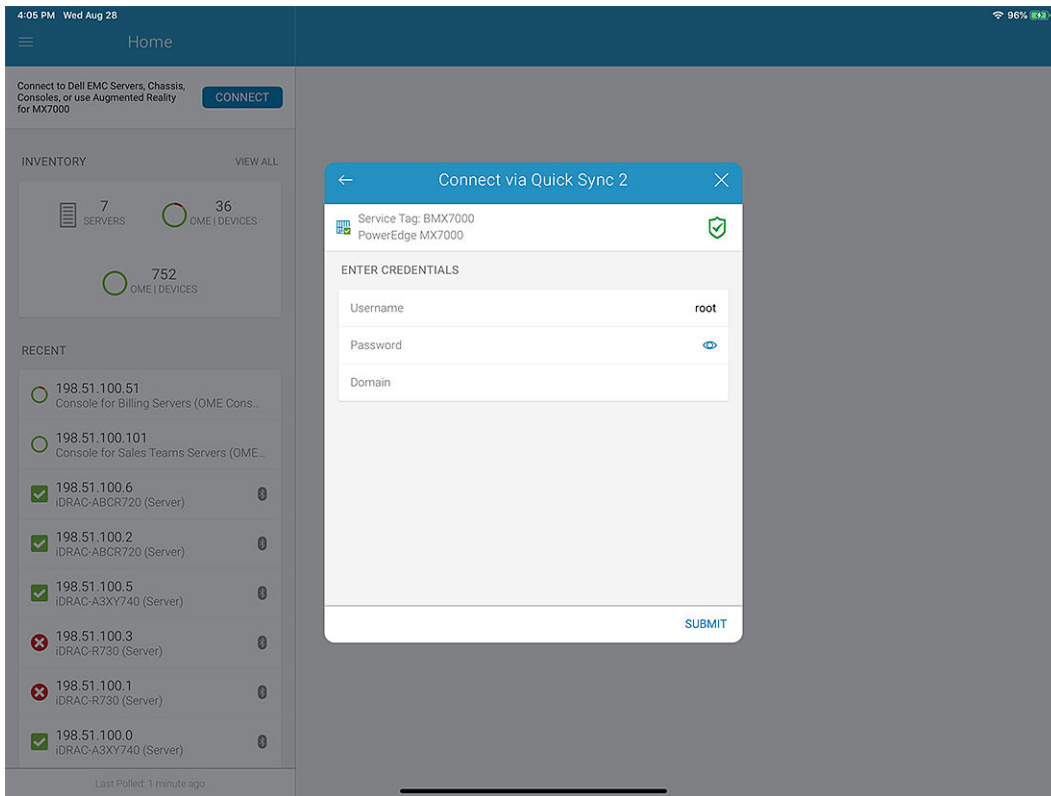 4:05 PM Wed Aug 28
96%
Home
Connect to Dell EMC Servers, Chassis,
Consoles, or use Augmented Reality
for MX7000
CONNECT
INVENTORY
VIEW ALL
7
SERVERS
36
OME | DEVICES
752
OME | DEVICES
RECENT
198.51.100.51
Console for Billing Servers (OME Cons...
198.51.100.101
Console for Sales Teams Servers (OME...
198.51.100.6
iDRAC-ABCR720 (Server)
198.51.100.2
iDRAC-ABCR720 (Server)
198.51.100.5
iDRAC-A3XY740 (Server)
198.51.100.3
iDRAC-R730 (Server)
198.51.100.1
iDRAC-R730 (Server)
198.51.100.0
iDRAC-A3XY740 (Server)
Last Polled: 1 minute ago
Connect via Quick Sync 2
Service Tag: BMX7000
PowerEdge MX7000
ENTER CREDENTIALS
Username root
Password
Domain
SUBMIT